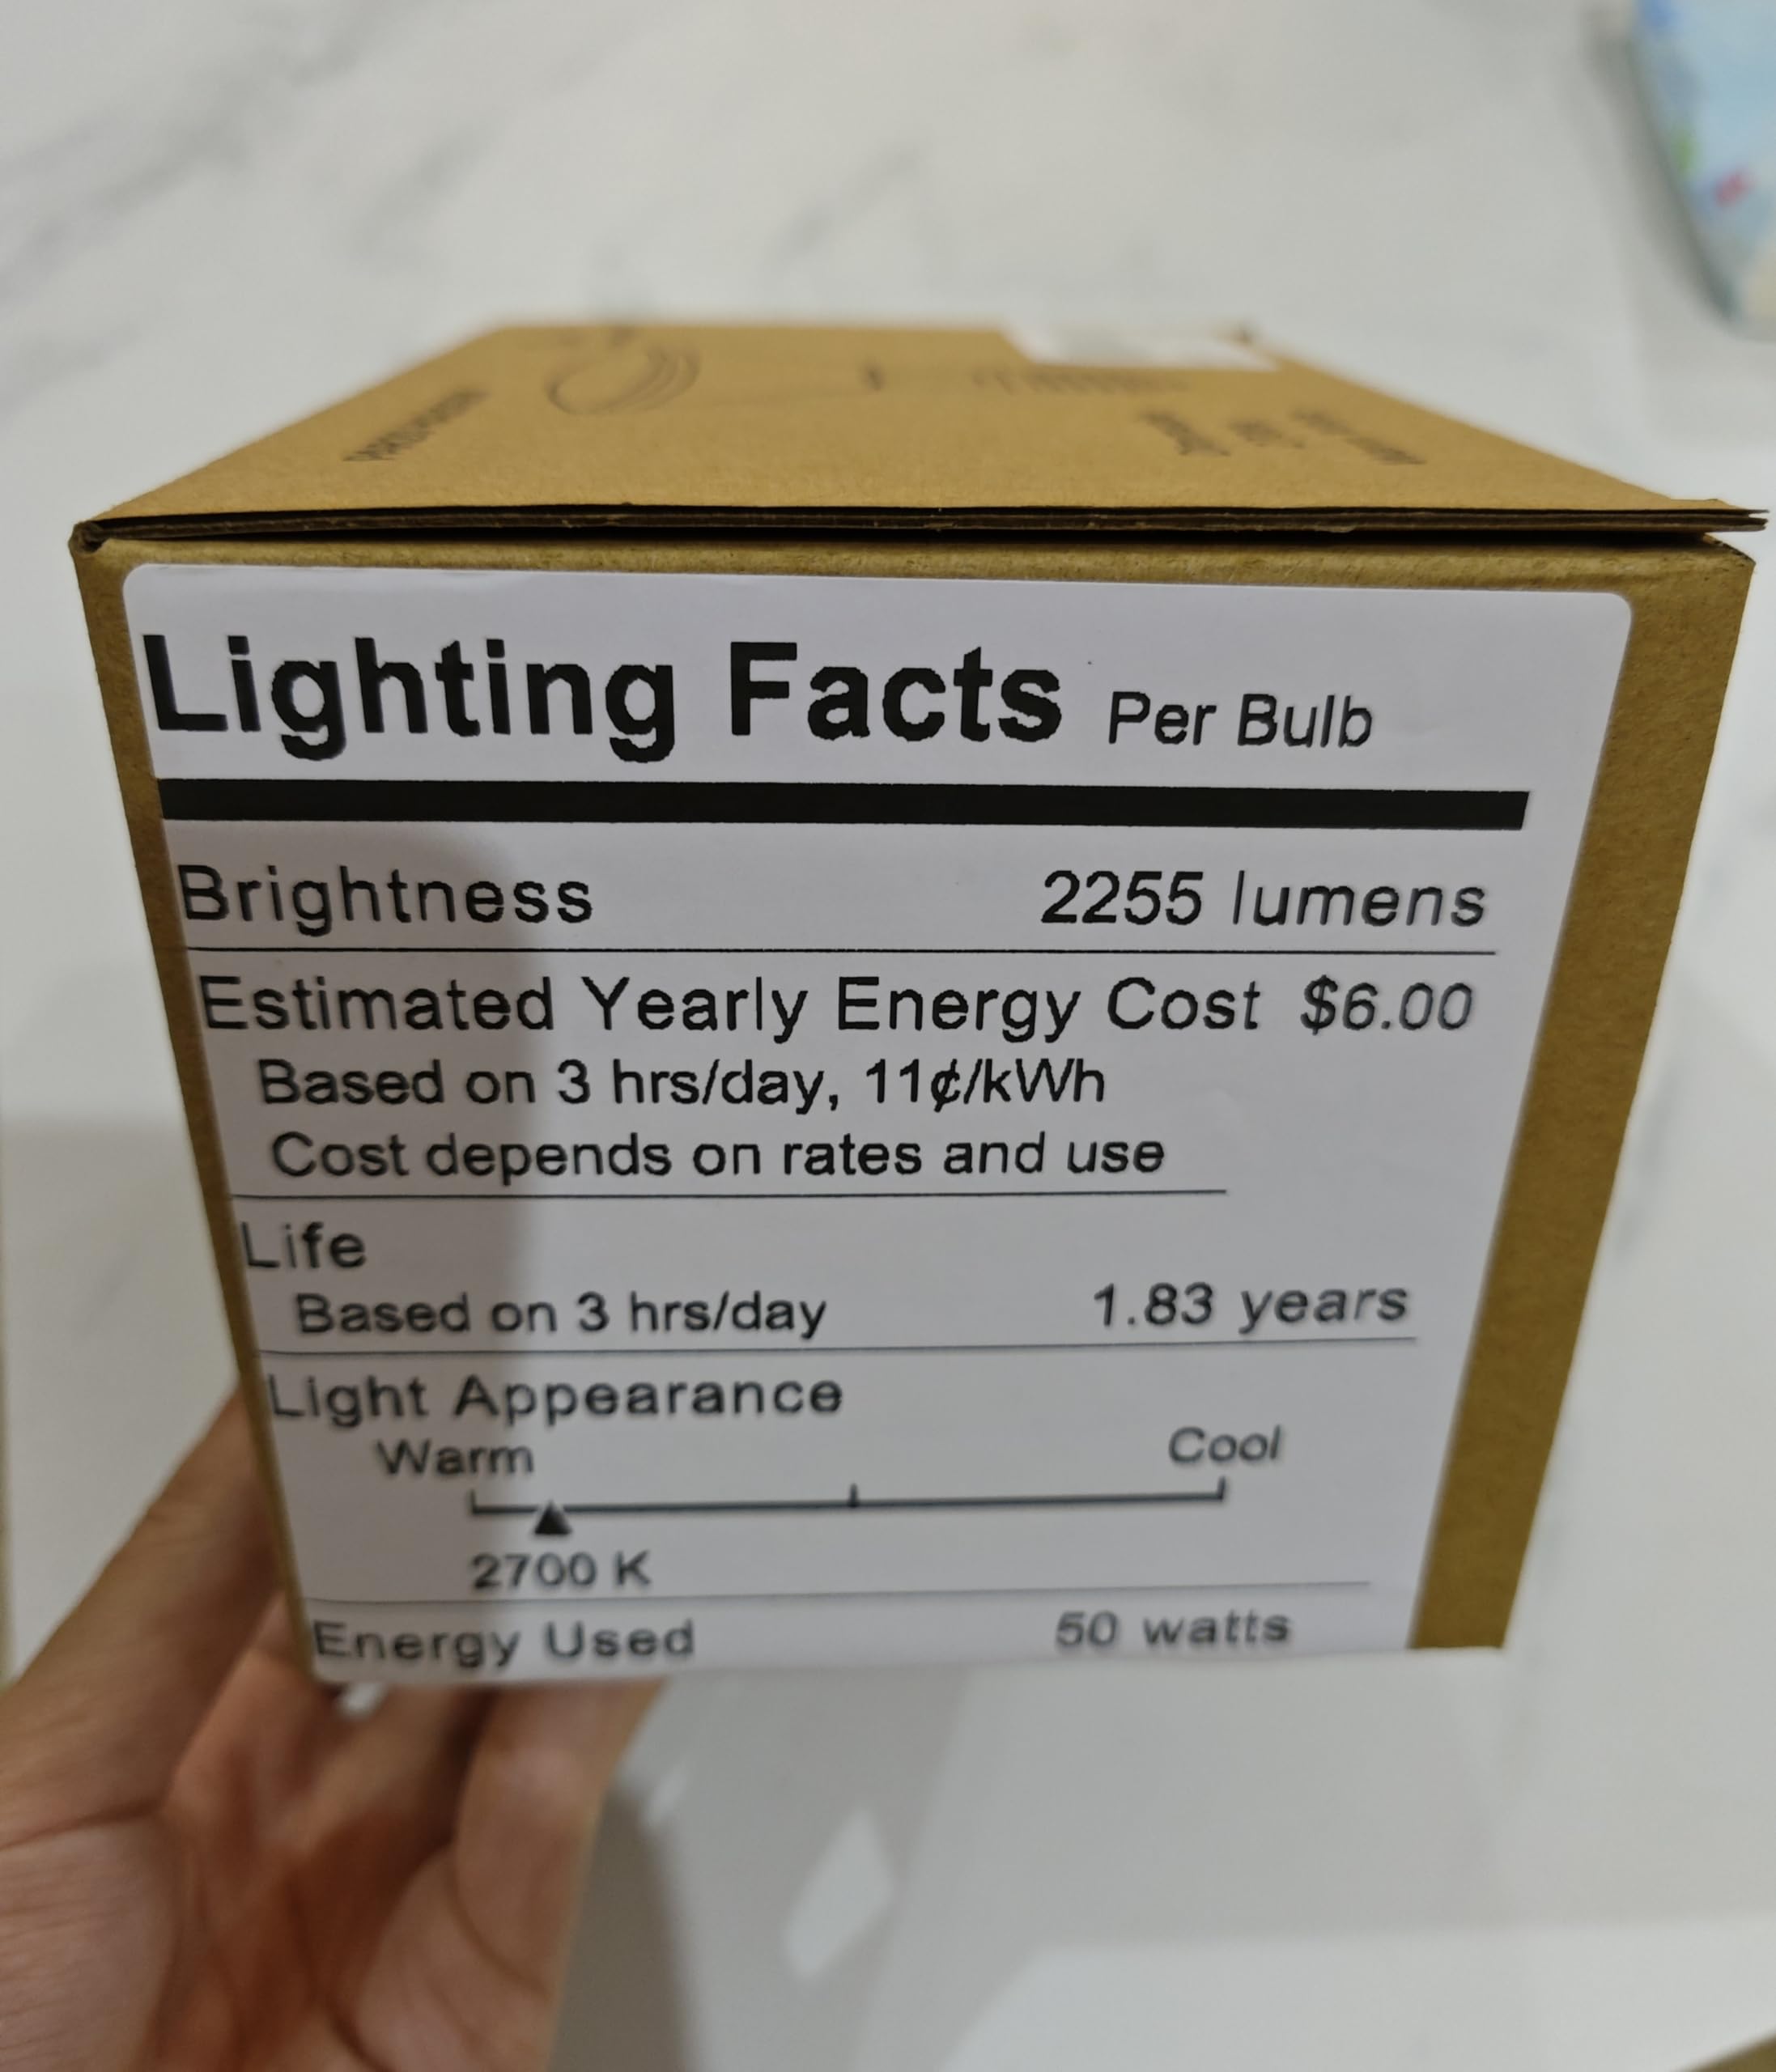 Lighting Facts Per Bulb
Brightness 2255 lumens
Estimated Yearly Energy Cost $6.00
Based on 3 hrs/day, 11¢/kWh
Cost depends on rates and use
Life
Based on 3 hrs/day 1.83 years
Light Appearance
Warm Cool
2700 K
Energy Used 50 watts